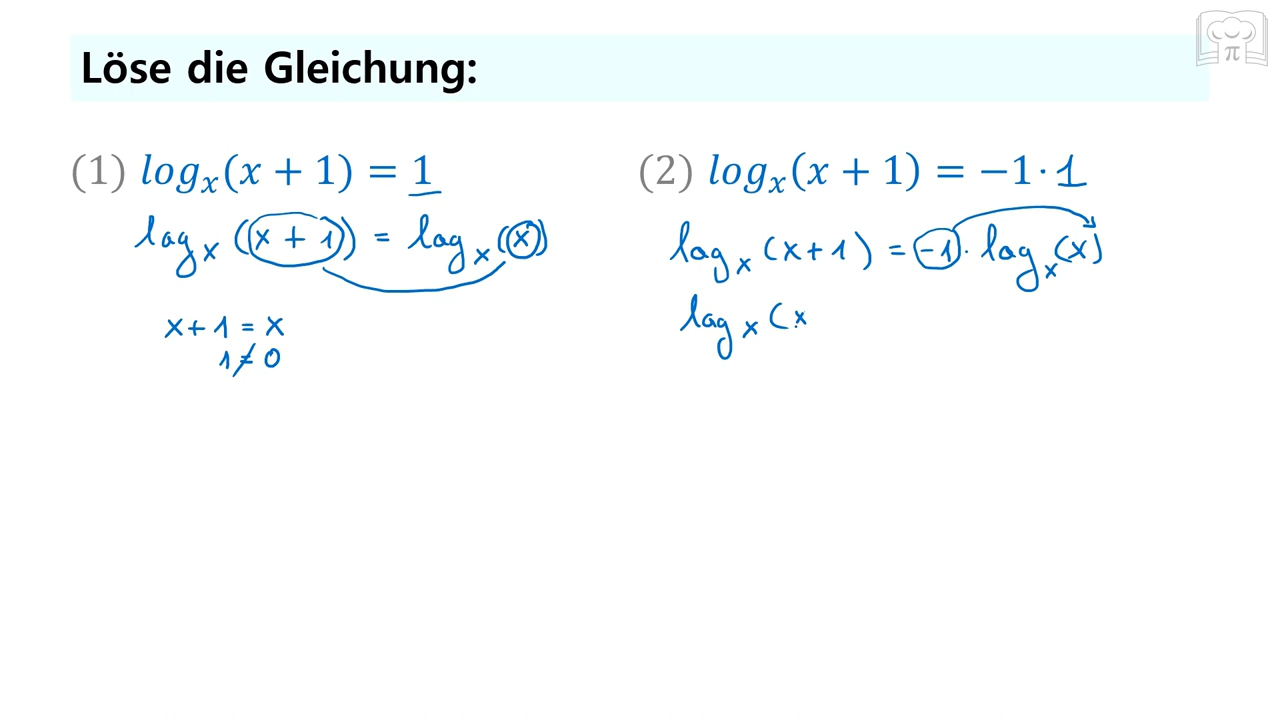 Löse die Gleichung:
(1) logₓ(x + 1) = 1
logₓ((x + 1)) = logₓ((x))
x + 1 = x
1 ≠ 0
(2) logₓ(x + 1) = −1 · 1
logₓ(x + 1) = −1 · logₓ(x)
logₓ(x
π